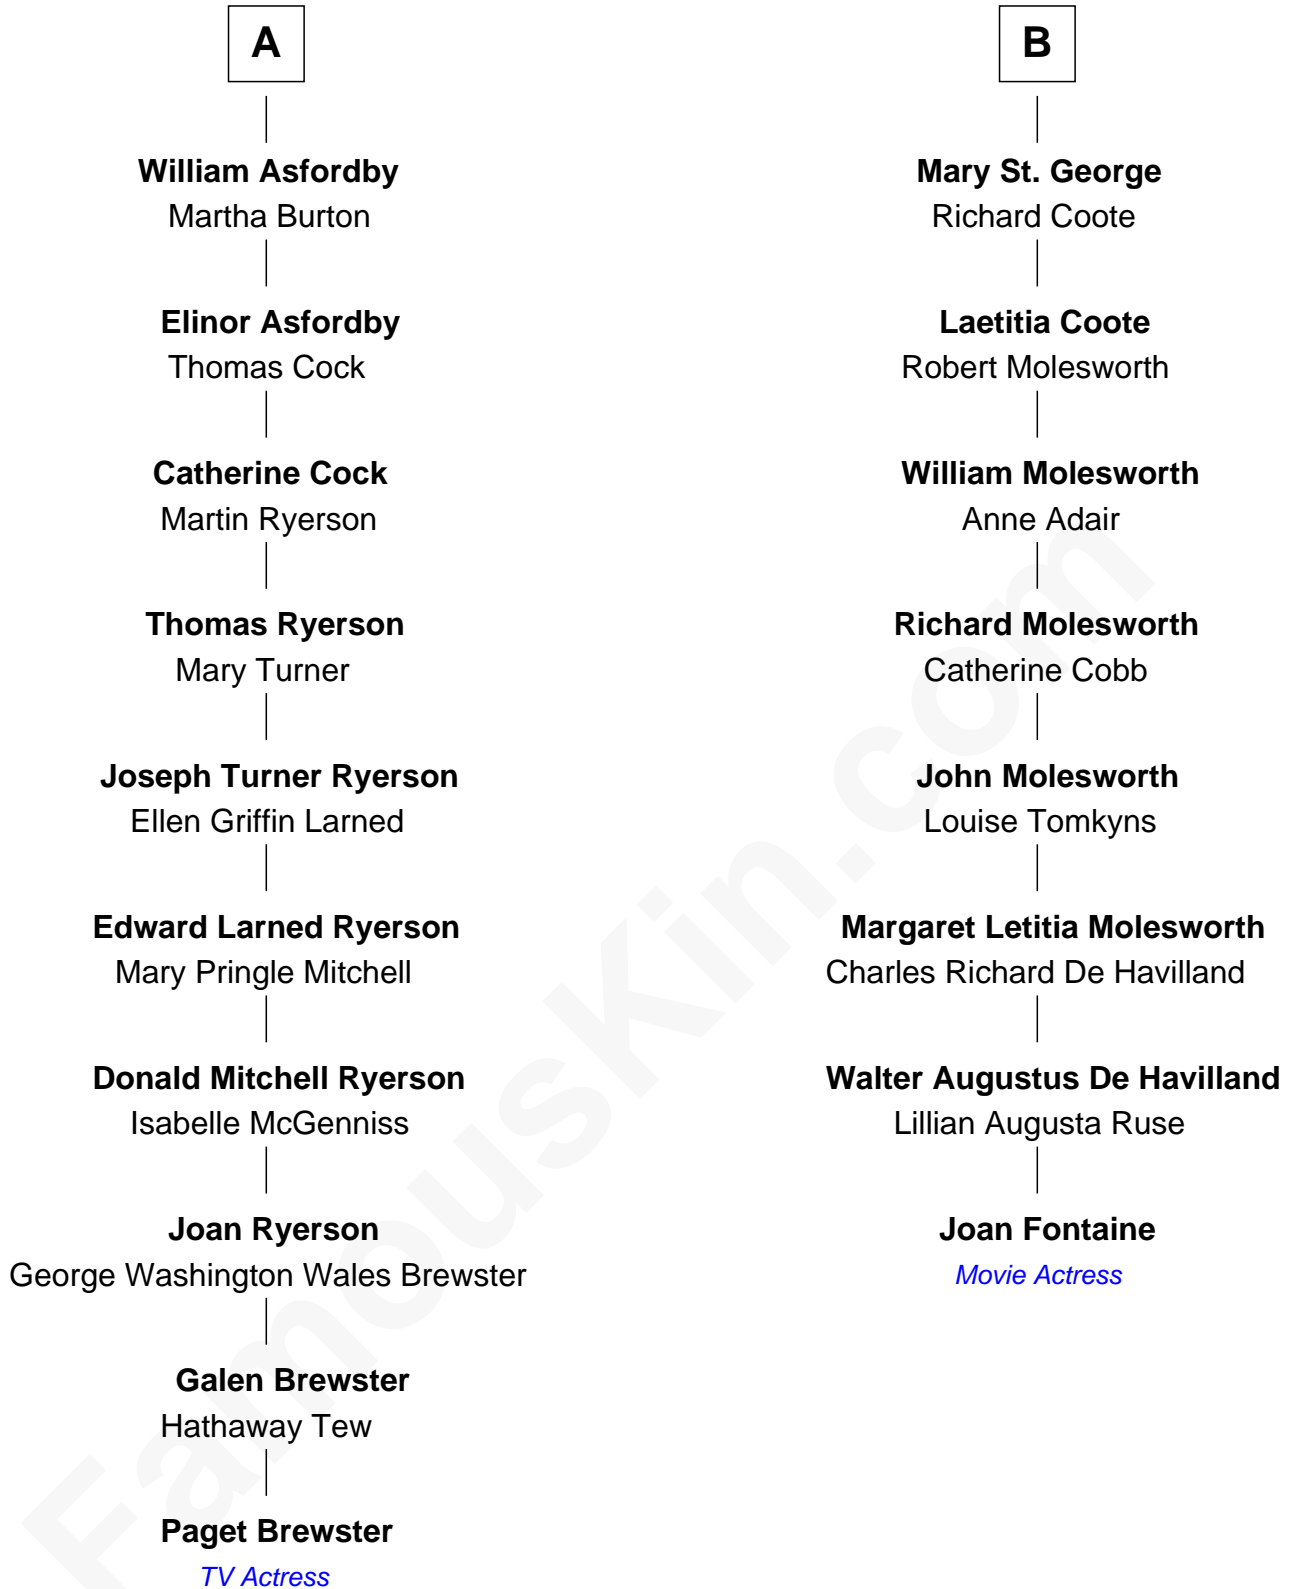 A
William Asfordby
Martha Burton
Elinor Asfordby
Thomas Cock
Catherine Cock
Martin Ryerson
Thomas Ryerson
Mary Turner
Joseph Turner Ryerson
Ellen Griffin Larned
Edward Larned Ryerson
Mary Pringle Mitchell
Donald Mitchell Ryerson
Isabelle McGenniss
Joan Ryerson
George Washington Wales Brewster
Galen Brewster
Hathaway Tew
Paget Brewster
TV Actress
B
Mary St. George
Richard Coote
Laetitia Coote
Robert Molesworth
William Molesworth
Anne Adair
Richard Molesworth
Catherine Cobb
John Molesworth
Louise Tomkyns
Margaret Letitia Molesworth
Charles Richard De Havilland
Walter Augustus De Havilland
Lillian Augusta Ruse
Joan Fontaine
Movie Actress
FamousKin.com